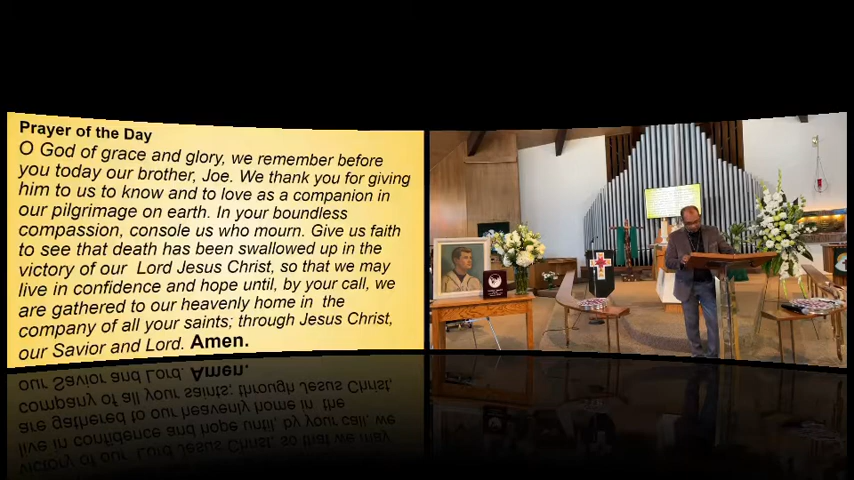 Prayer of the Day
O God of grace and glory, we remember before
you today our brother, Joe. We thank you for giving
him to us to know and to love as a companion in
our pilgrimage on earth. In your boundless
compassion, console us who mourn. Give us faith
to see that death has been swallowed up in the
victory of our Lord Jesus Christ, so that we may
live in confidence and hope until, by your call, we
are gathered to our heavenly home in the
company of all your saints; through Jesus Christ,
our Savior and Lord. Amen.